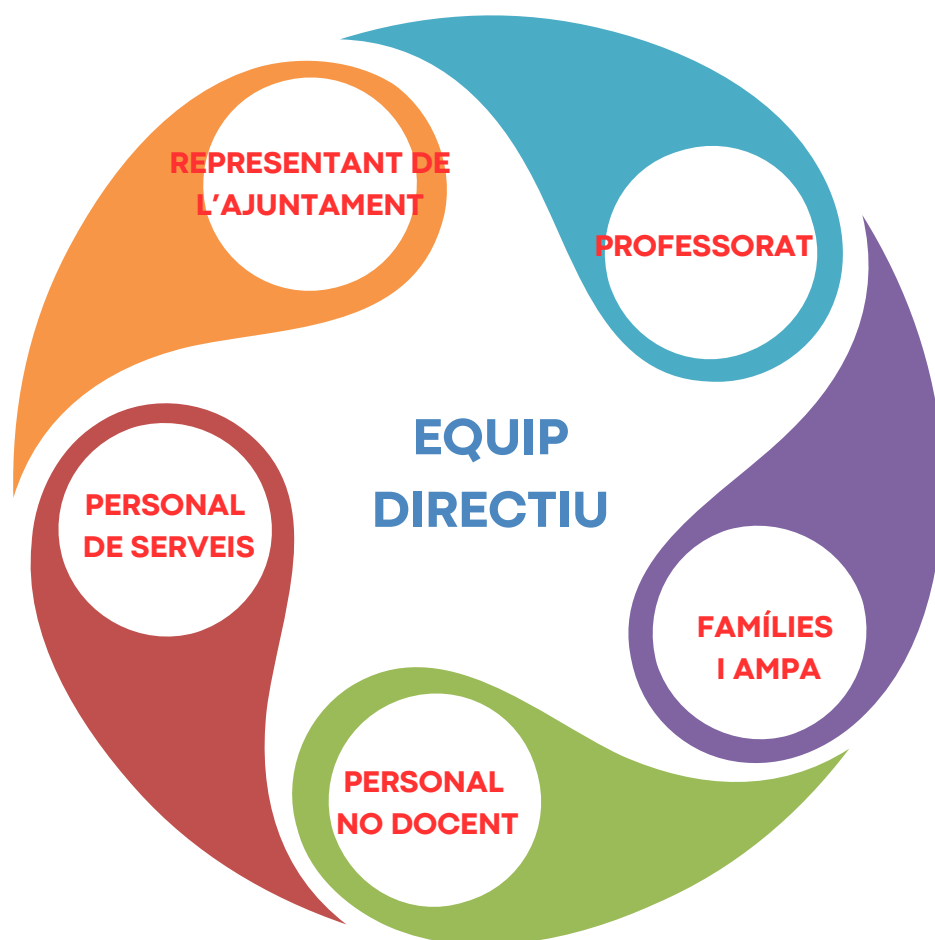 REPRESENTANT DE
L’AJUNTAMENT
PROFESSORAT
EQUIP
DIRECTIU
PERSONAL
DE SERVEIS
FAMÍLIES
I AMPA
PERSONAL
NO DOCENT